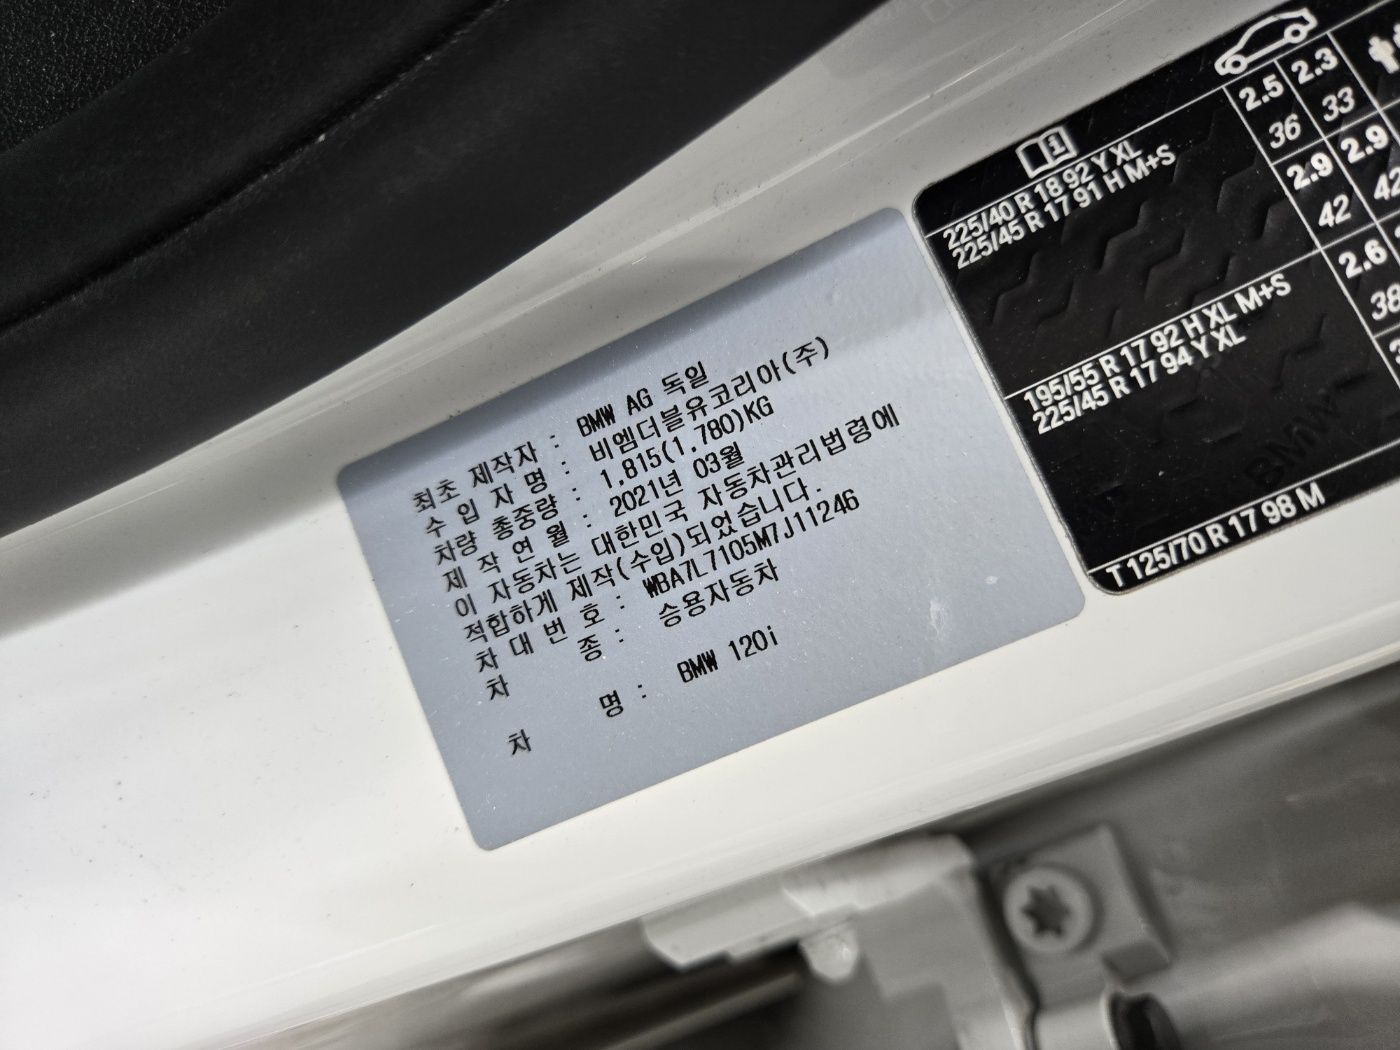 최초 제작자 : BMW AG 독일
수 입 자 명 : 비엠더블유코리아(주)
차량 총중량 : 1,815(1,780)KG
제 작 연 월 : 2021년 03월
이 자동차는 대한민국 자동차관리법령에
적합하게 제작(수입)되었습니다.
차 대 번 호 : WBA7L7105M7J11246
차 종 : 승용자동차
차 명 : BMW 120i
225/40 R 18 92 Y XL
225/45 R 17 91 H M+S
195/55 R 17 92 H XL M+S
225/45 R 17 94 Y XL
T 125/70 R 17 98 M
2.5 2.3
36 33
2.9 2.9
42 42
2.6
38
BMW